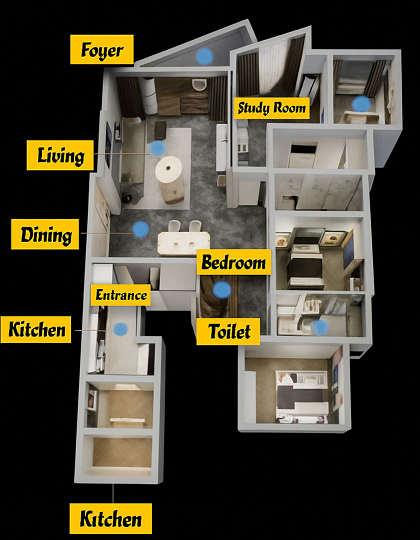 Foyer
Study Room
Living
Dining
Bedroom
Entrance
Kitchen
Toilet
Kitchen